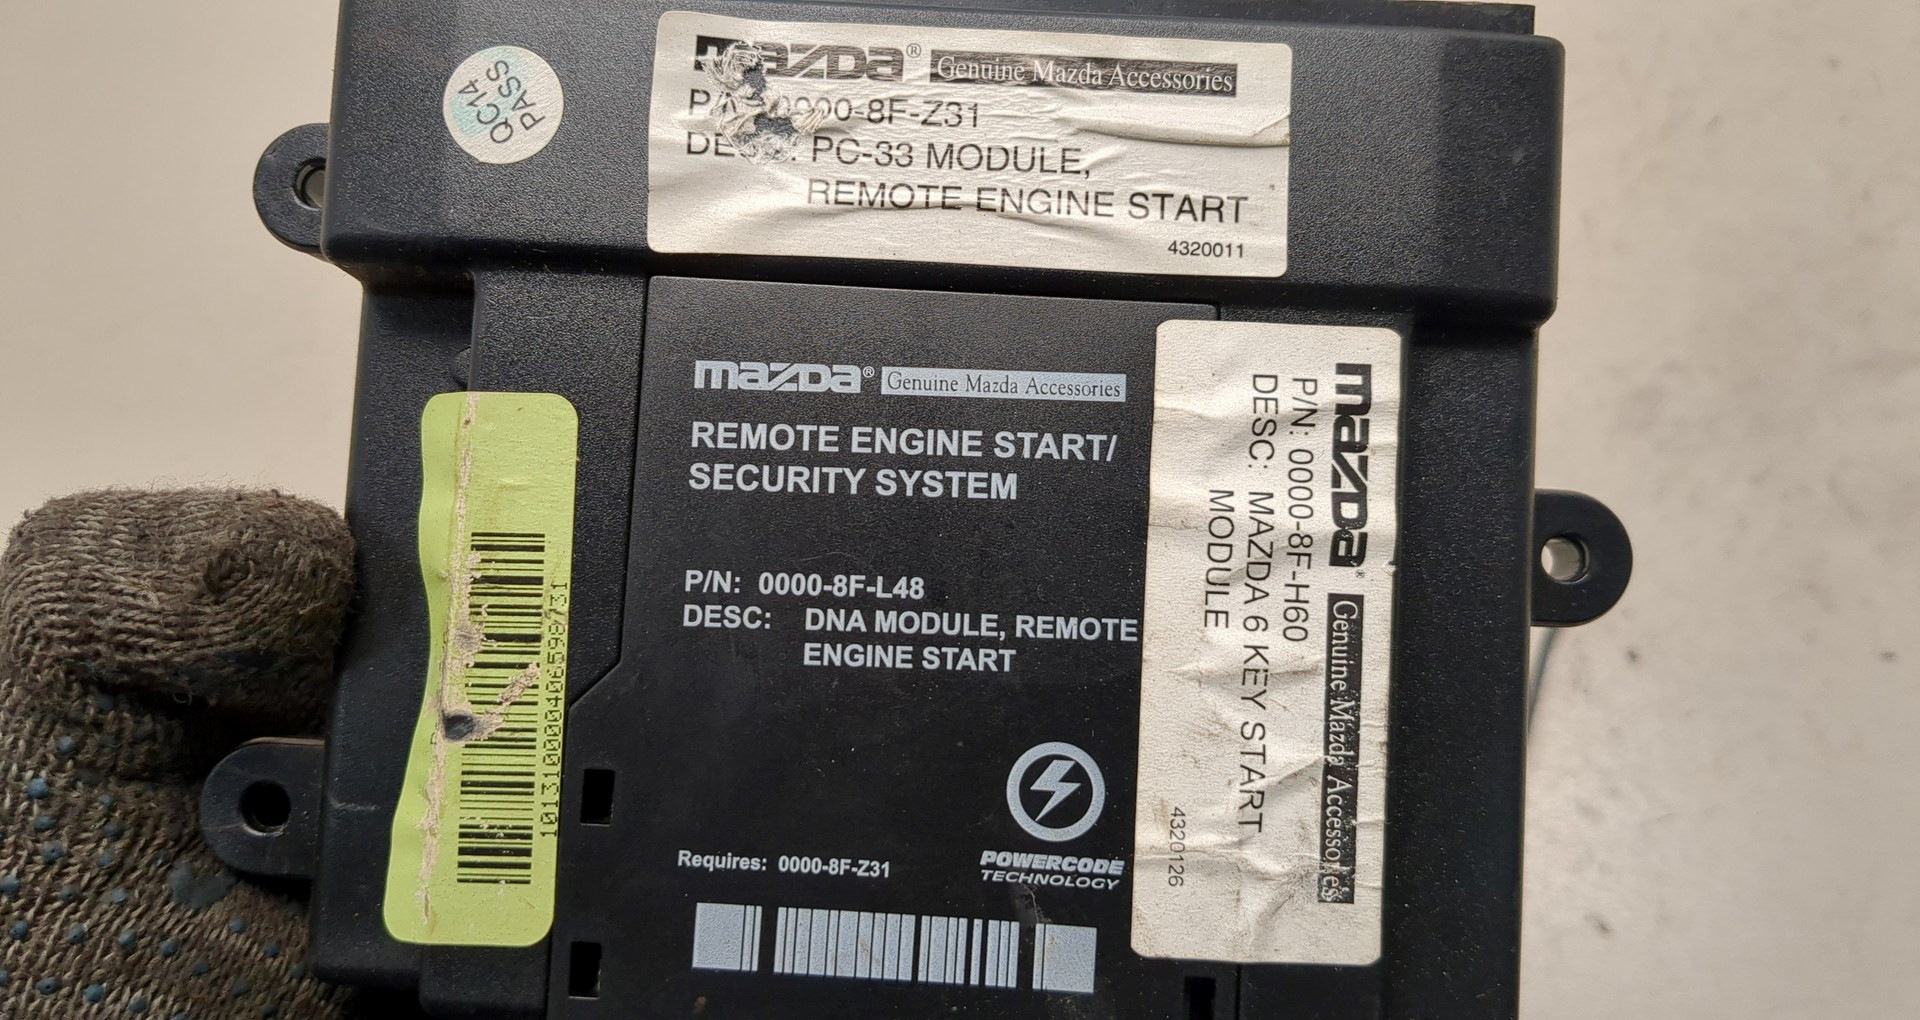 QC14
PASS
mazda® Genuine Mazda Accessories
0000-8F-Z31
PC-33 MODULE,
REMOTE ENGINE START
4320011
mazda® Genuine Mazda Accessories
REMOTE ENGINE START/
SECURITY SYSTEM
P/N: 0000-8F-L48
DESC: DNA MODULE, REMOTE
ENGINE START
Requires: 0000-8F-Z31
POWERCODE
TECHNOLOGY
mazda® Genuine Mazda Accessories
P/N: 0000-8F-H60
DESC: MAZDA 6 KEY START
MODULE
4320126